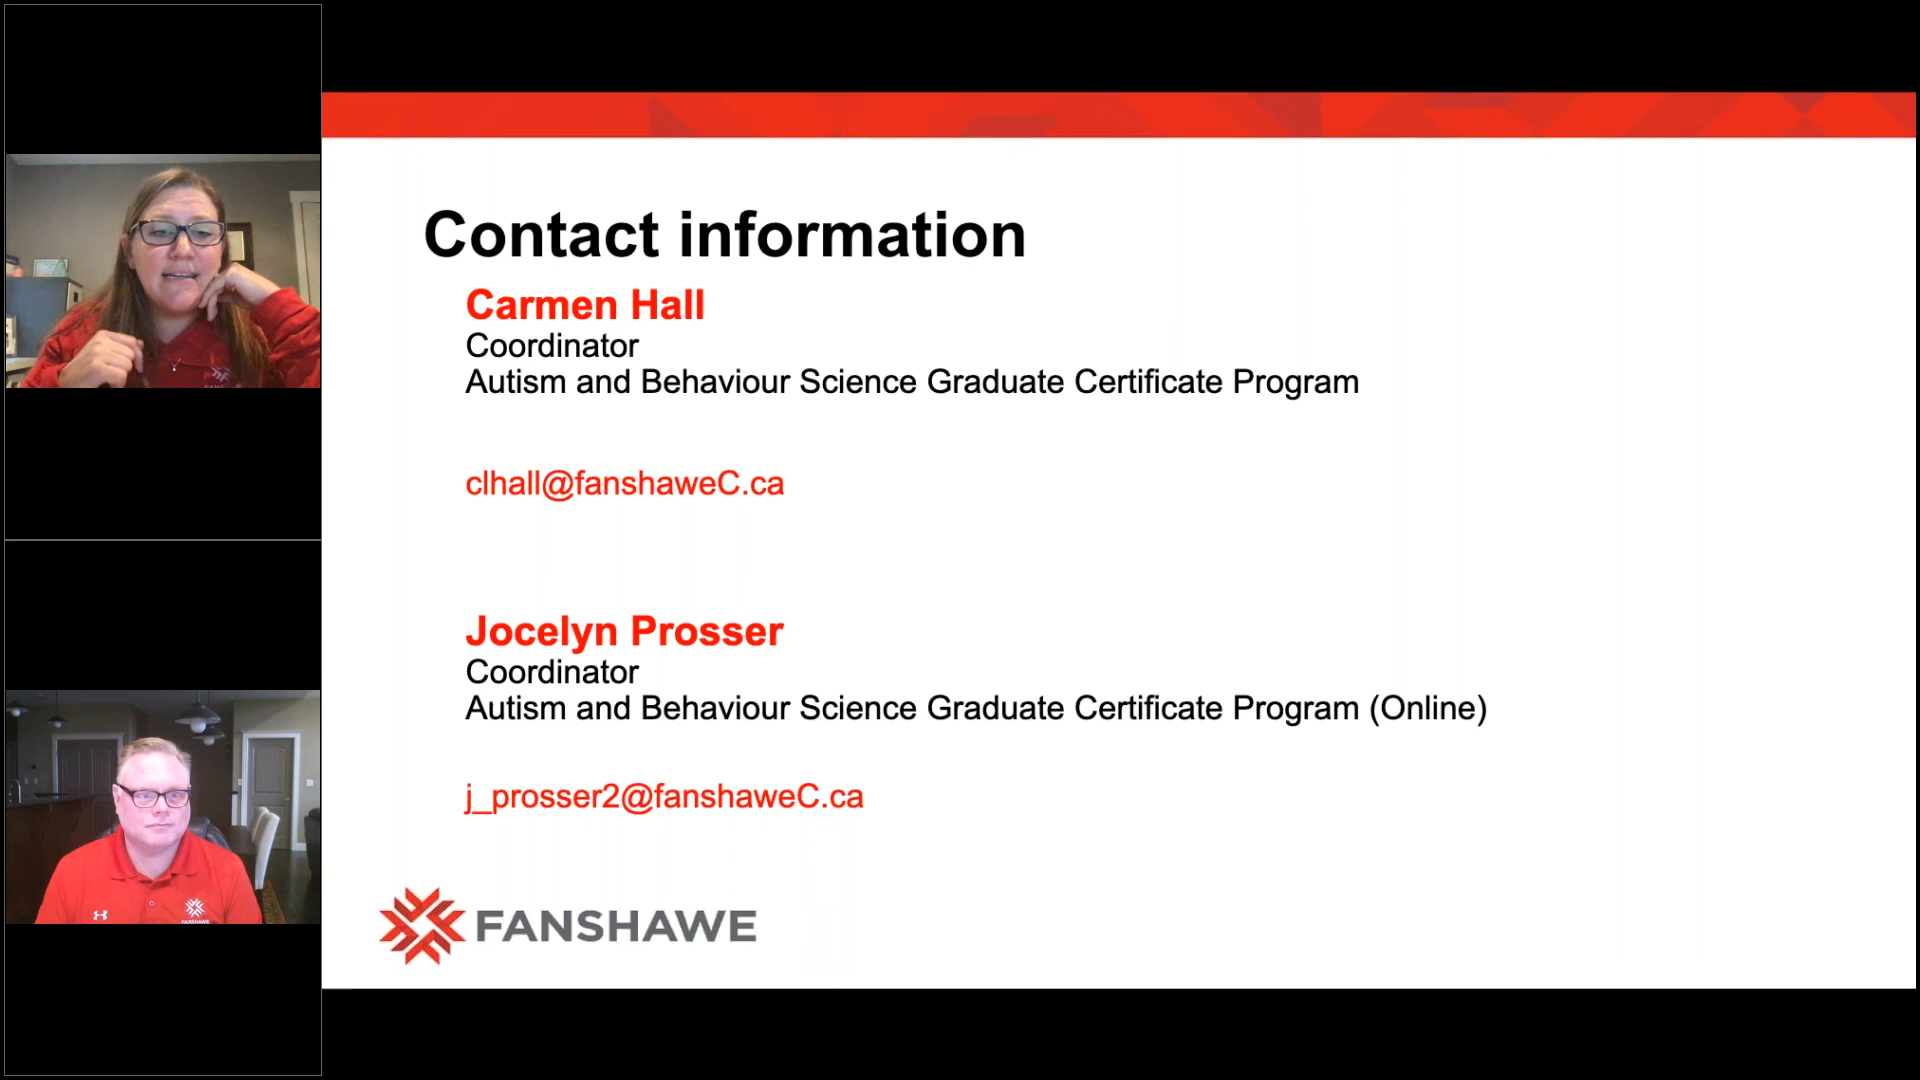 Contact information
Carmen Hall
Coordinator
Autism and Behaviour Science Graduate Certificate Program
clhall@fanshaweC.ca
Jocelyn Prosser
Coordinator
Autism and Behaviour Science Graduate Certificate Program (Online)
j_prosser2@fanshaweC.ca
FANSHAWE
FANSHAWE